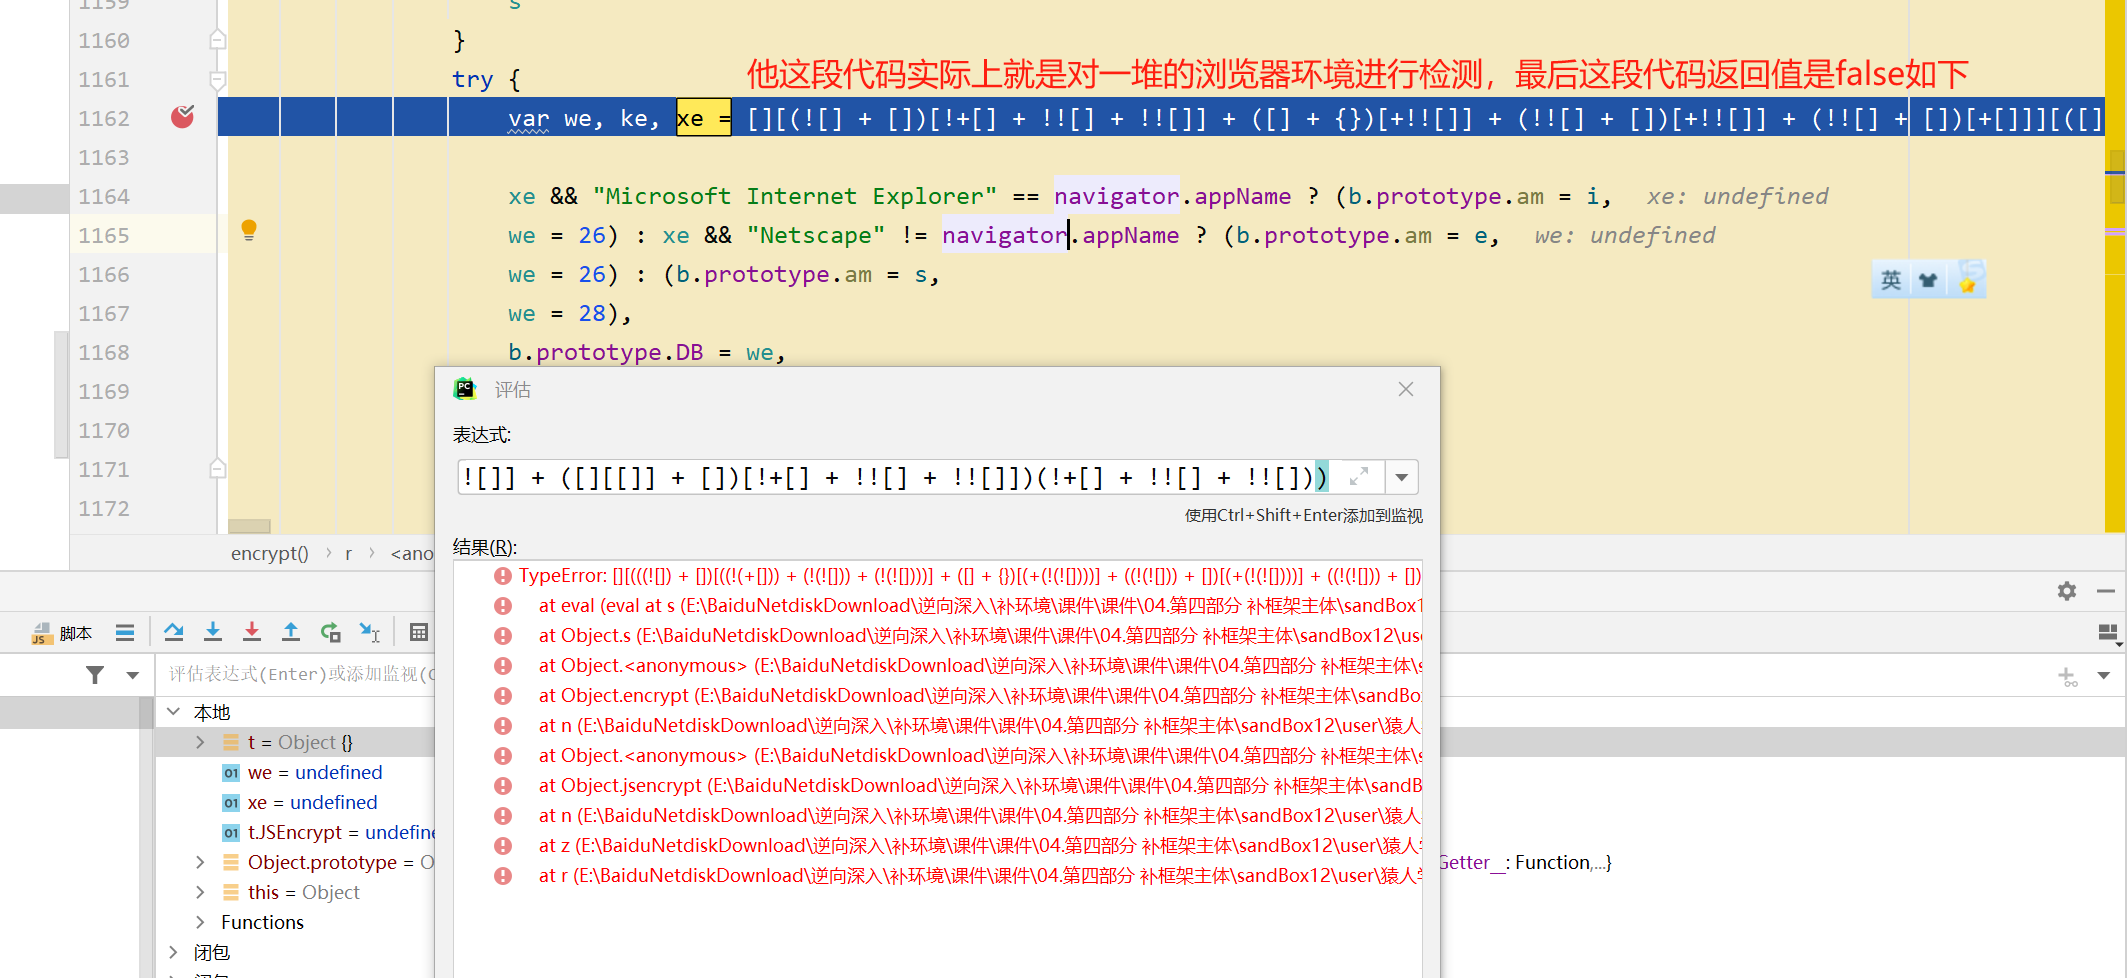 1159 s
1160 }
1161 try {
他这段代码实际上就是对一堆的浏览器环境进行检测，最后这段代码返回值是false如下
1162 var we, ke, xe = [][(![] + [])[!+[] + !![] + !![]] + ([] + {})[+!![]] + (!![] + [])[+!![]] + (!![] + [])[+[]]][([]
1163
1164 xe && "Microsoft Internet Explorer" == navigator.appName ? (b.prototype.am = i, xe: undefined
1165 we = 26) : xe && "Netscape" != navigator.appName ? (b.prototype.am = e, we: undefined
1166 we = 26) : (b.prototype.am = s,
英
1167 we = 28),
1168 b.prototype.DB = we,
1169
1170
1171
1172
encrypt() › r › <ano
评估
表达式:
![]] + ([][[]] + [])[!+[] + !![] + !![]])(!+[] + !![] + !![]))
使用Ctrl+Shift+Enter添加到监视
结果(R):
TypeError: [][(((![]) + [])[((!(+[])) + (!(![])) + (!(![])))] + ([] + {})[(+(!(![])))] + ((!(![])) + [])[(+(!(![])))] + ((!(![])) + [])
at eval (eval at s (E:\BaiduNetdiskDownload\逆向深入\补环境\课件\课件\04.第四部分 补框架主体\sandBox1
at Object.s (E:\BaiduNetdiskDownload\逆向深入\补环境\课件\课件\04.第四部分 补框架主体\sandBox12\use
at Object.<anonymous> (E:\BaiduNetdiskDownload\逆向深入\补环境\课件\课件\04.第四部分 补框架主体\s
at Object.encrypt (E:\BaiduNetdiskDownload\逆向深入\补环境\课件\课件\04.第四部分 补框架主体\sandBo
at n (E:\BaiduNetdiskDownload\逆向深入\补环境\课件\课件\04.第四部分 补框架主体\sandBox12\user\猿人
at Object.<anonymous> (E:\BaiduNetdiskDownload\逆向深入\补环境\课件\课件\04.第四部分 补框架主体\s
at Object.jsencrypt (E:\BaiduNetdiskDownload\逆向深入\补环境\课件\课件\04.第四部分 补框架主体\sandB
at n (E:\BaiduNetdiskDownload\逆向深入\补环境\课件\课件\04.第四部分 补框架主体\sandBox12\user\猿人
at z (E:\BaiduNetdiskDownload\逆向深入\补环境\课件\课件\04.第四部分 补框架主体\sandBox12\user\猿人学
at r (E:\BaiduNetdiskDownload\逆向深入\补环境\课件\课件\04.第四部分 补框架主体\sandBox12\user\猿人学
脚本
评估表达式(Enter)或添加监视(C
本地
t = Object {}
we = undefined
xe = undefined
t.JSEncrypt = undefine
Object.prototype = O
Getter__: Function,...}
this = Object
Functions
闭包
闭包